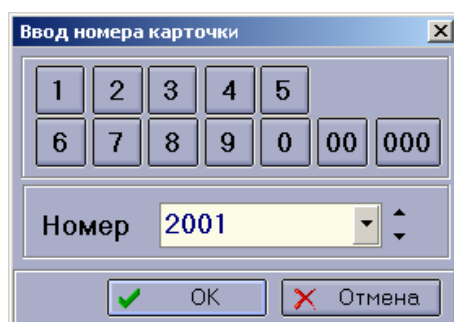 Ввод номера карточки
1 2 3 4 5
6 7 8 9 0 00 000
Номер 2001
OK Отмена